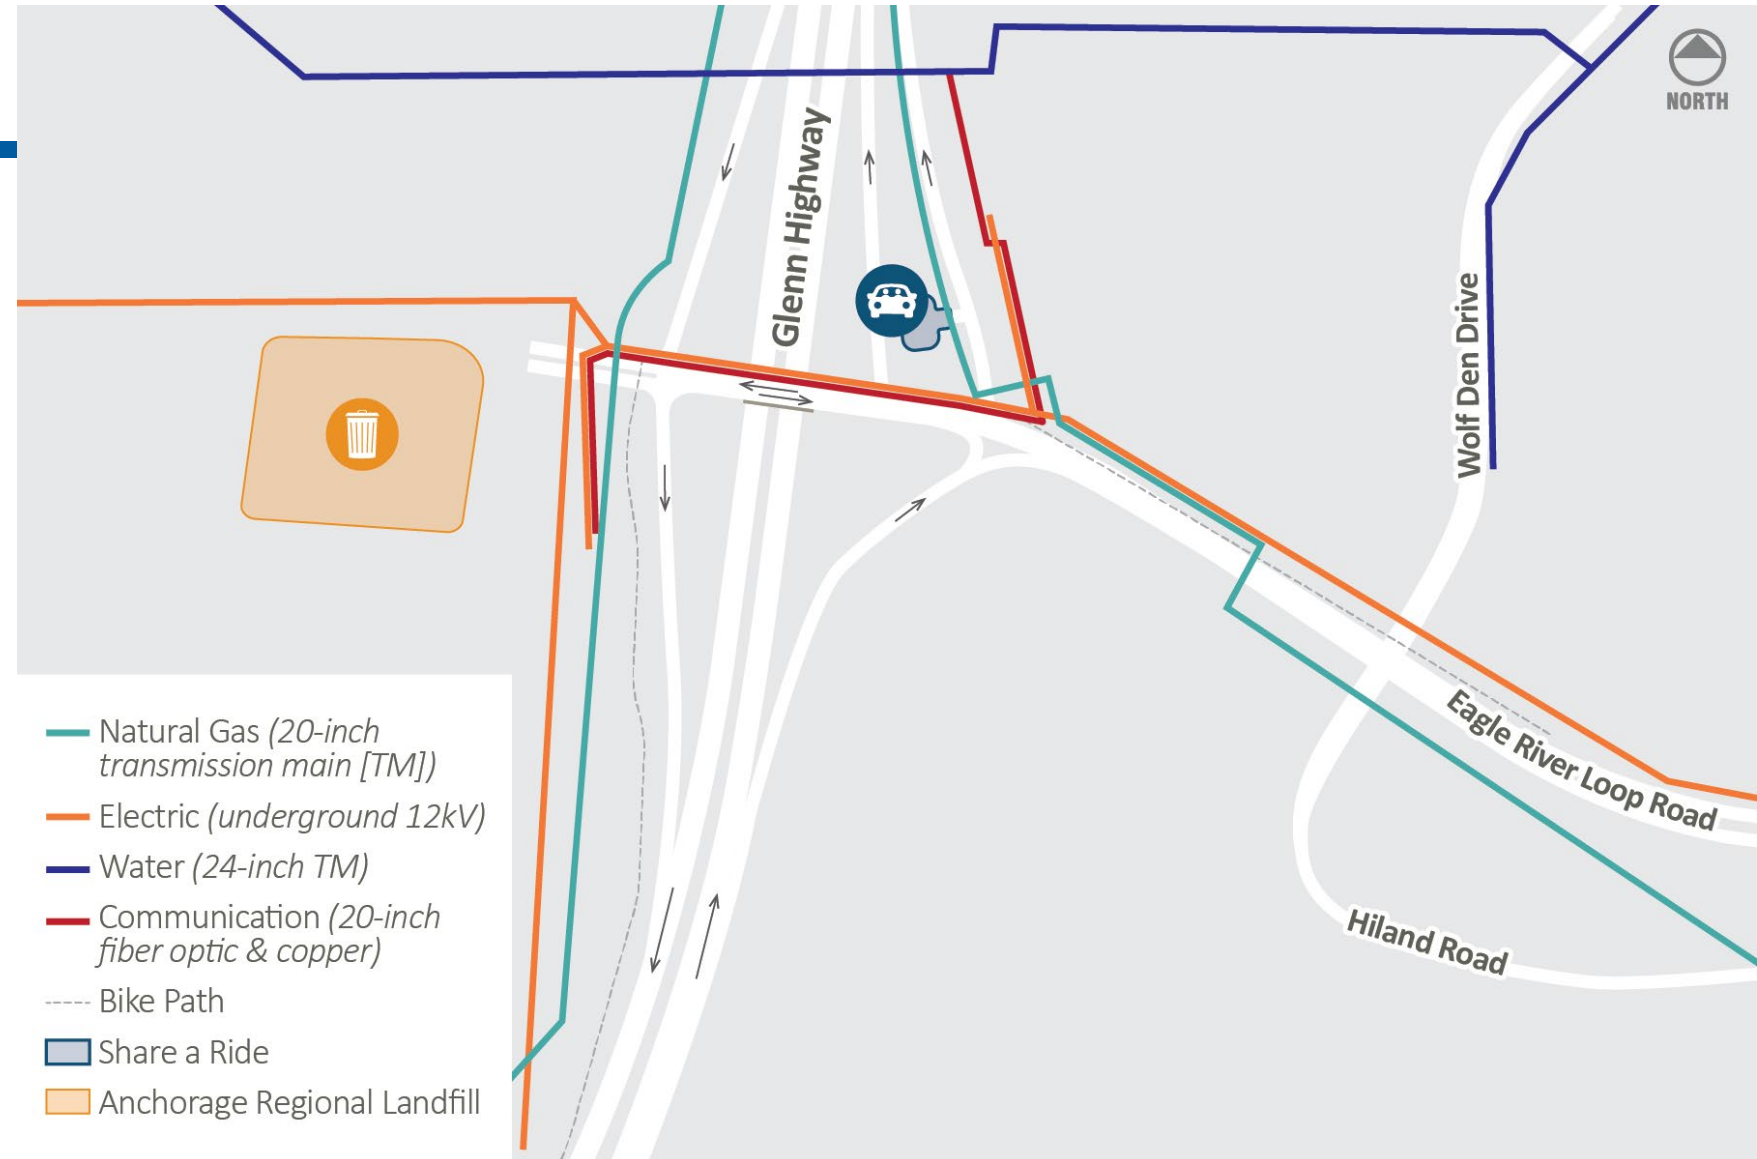 NORTH
Glenn Highway
Wolf Den Drive
Eagle River Loop Road
Hiland Road
Natural Gas (20-inch
transmission main [TM])
Electric (underground 12kV)
Water (24-inch TM)
Communication (20-inch
fiber optic & copper)
Bike Path
Share a Ride
Anchorage Regional Landfill